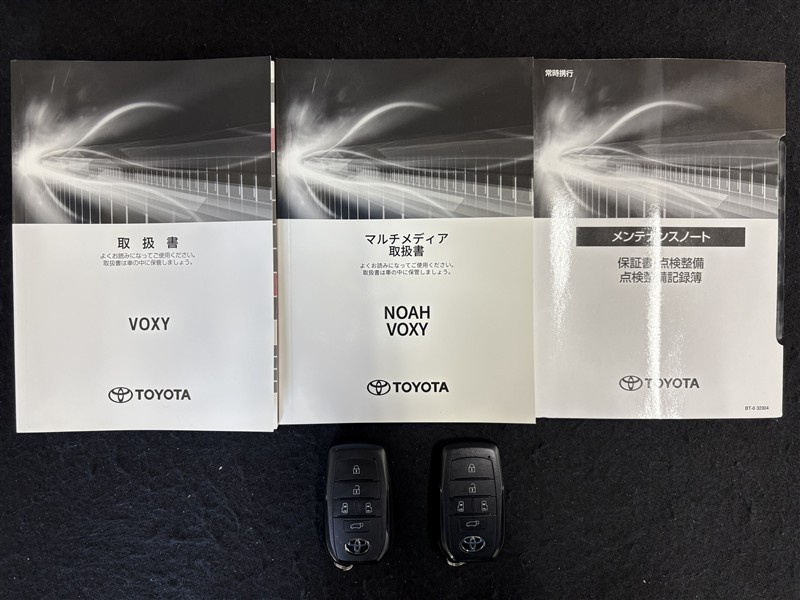 取扱書
よくお読みになってご使用ください。
取扱書は車の中に保管しましょう。
VOXY
TOYOTA
マルチメディア
取扱書
よくお読みになってご使用ください。
取扱書は車の中に保管しましょう。
NOAH
VOXY
TOYOTA
常時携行
メンテナンスノート
保証書・点検整備
点検整備記録簿
TOYOTA